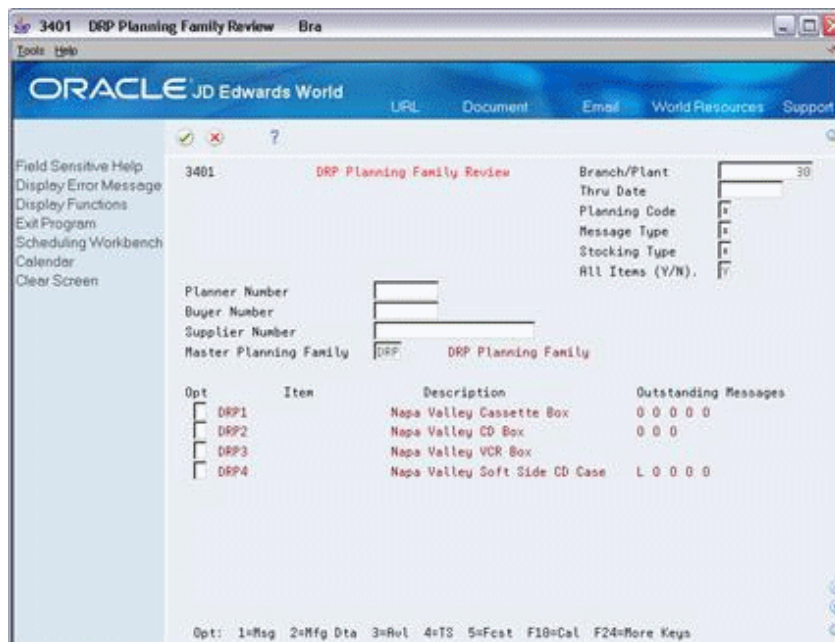 3401 DRP Planning Family Review Bra
Tools Help
ORACLE JD Edwards World
URL Document Email World Resources Support
Field Sensitive Help
Display Error Message
Display Functions
Exit Program
Scheduling Workbench
Calendar
Clear Screen
?
3401 DRP Planning Family Review Branch/Plant 30
Thru Date
Planning Code *
Message Type *
Stocking Type *
All Items (Y/N). Y
Planner Number
Buyer Number
Supplier Number
Master Planning Family DRP DRP Planning Family
Opt Item Description Outstanding Messages
DRP1 Napa Valley Cassette Box O O O O O
DRP2 Napa Valley CD Box O O O
DRP3 Napa Valley VCR Box
DRP4 Napa Valley Soft Side CD Case L O O O O
Opt: 1=Msg 2=Mfg Dta 3=Avl 4=TS 5=Fcst F18=Cal F24=More Keys